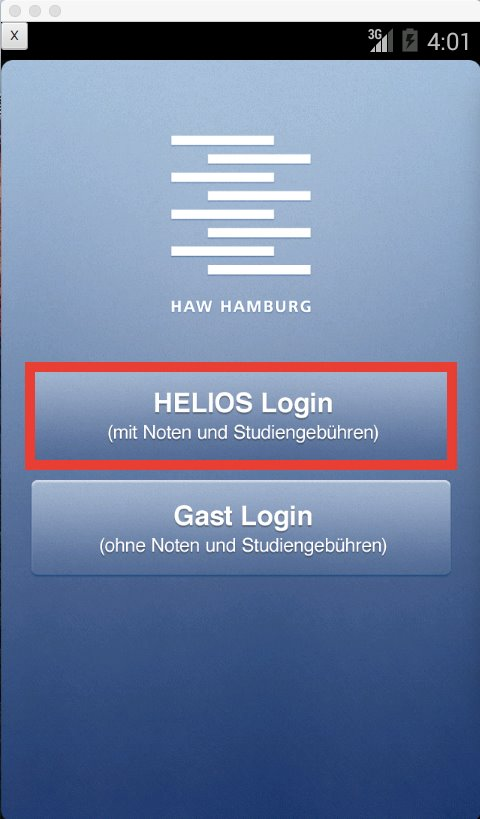 X
3G
4:01
HAW HAMBURG
HELIOS Login
(mit Noten und Studiengebühren)
Gast Login
(ohne Noten und Studiengebühren)